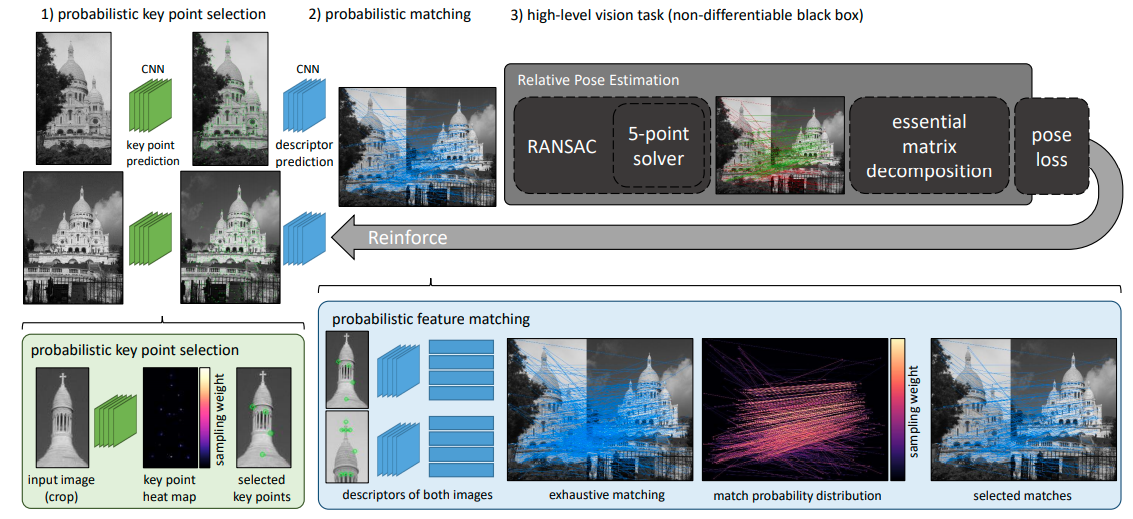 1) probabilistic key point selection
2) probabilistic matching
3) high-level vision task (non-differentiable black box)
CNN
key point
prediction
CNN
descriptor
prediction
Relative Pose Estimation
RANSAC
5-point
solver
essential
matrix
decomposition
pose
loss
Reinforce
probabilistic key point selection
input image
(crop)
key point
heat map
sampling weight
selected
key points
probabilistic feature matching
descriptors of both images
exhaustive matching
match probability distribution
sampling weight
selected matches